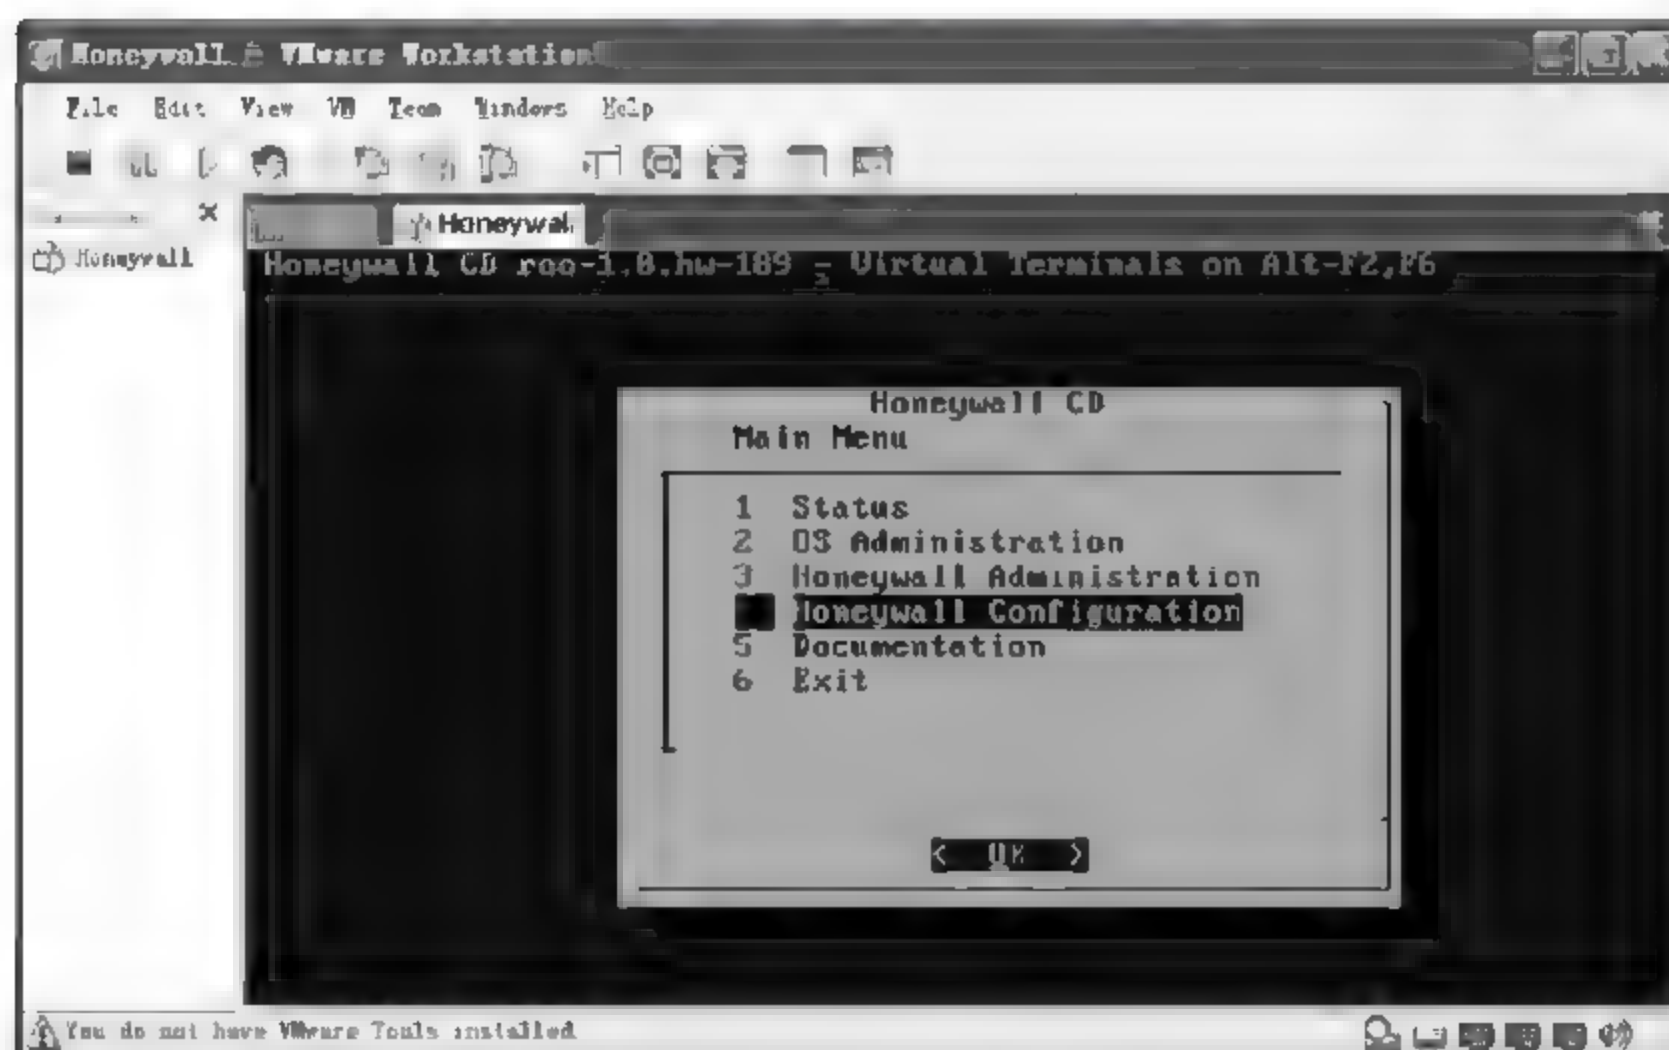 Honeywall - VMware Workstation
File Edit View VM Team Windows Help
Honeywall
Honeywall
Honeywall CD roo-1.0.hw-189 - Virtual Terminals on Alt-F2,F6
Honeywall CD
Main Menu
1 Status
2 OS Administration
3 Honeywall Administration
Honeywall Configuration
5 Documentation
6 Exit
< OK >
You do not have VMware Tools installed